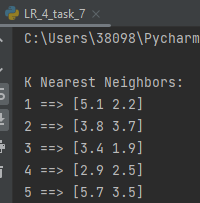 LR_4_task_7 ×
C:\Users\38098\Pycharm
K Nearest Neighbors:
1 ==> [5.1 2.2]
2 ==> [3.8 3.7]
3 ==> [3.4 1.9]
4 ==> [2.9 2.5]
5 ==> [5.7 3.5]